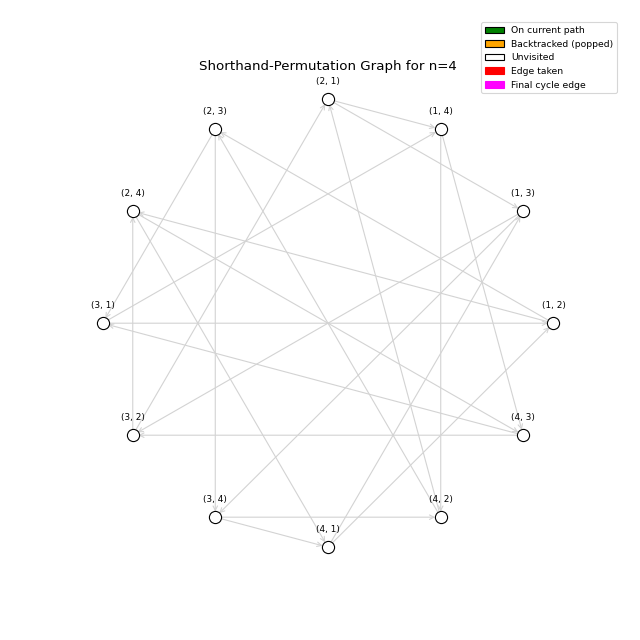 On current path
Backtracked (popped)
Unvisited
Edge taken
Final cycle edge
Shorthand-Permutation Graph for n=4
(2, 1)
(2, 3)
(1, 4)
(2, 4)
(1, 3)
(3, 1)
(1, 2)
(3, 2)
(4, 3)
(3, 4)
(4, 2)
(4, 1)